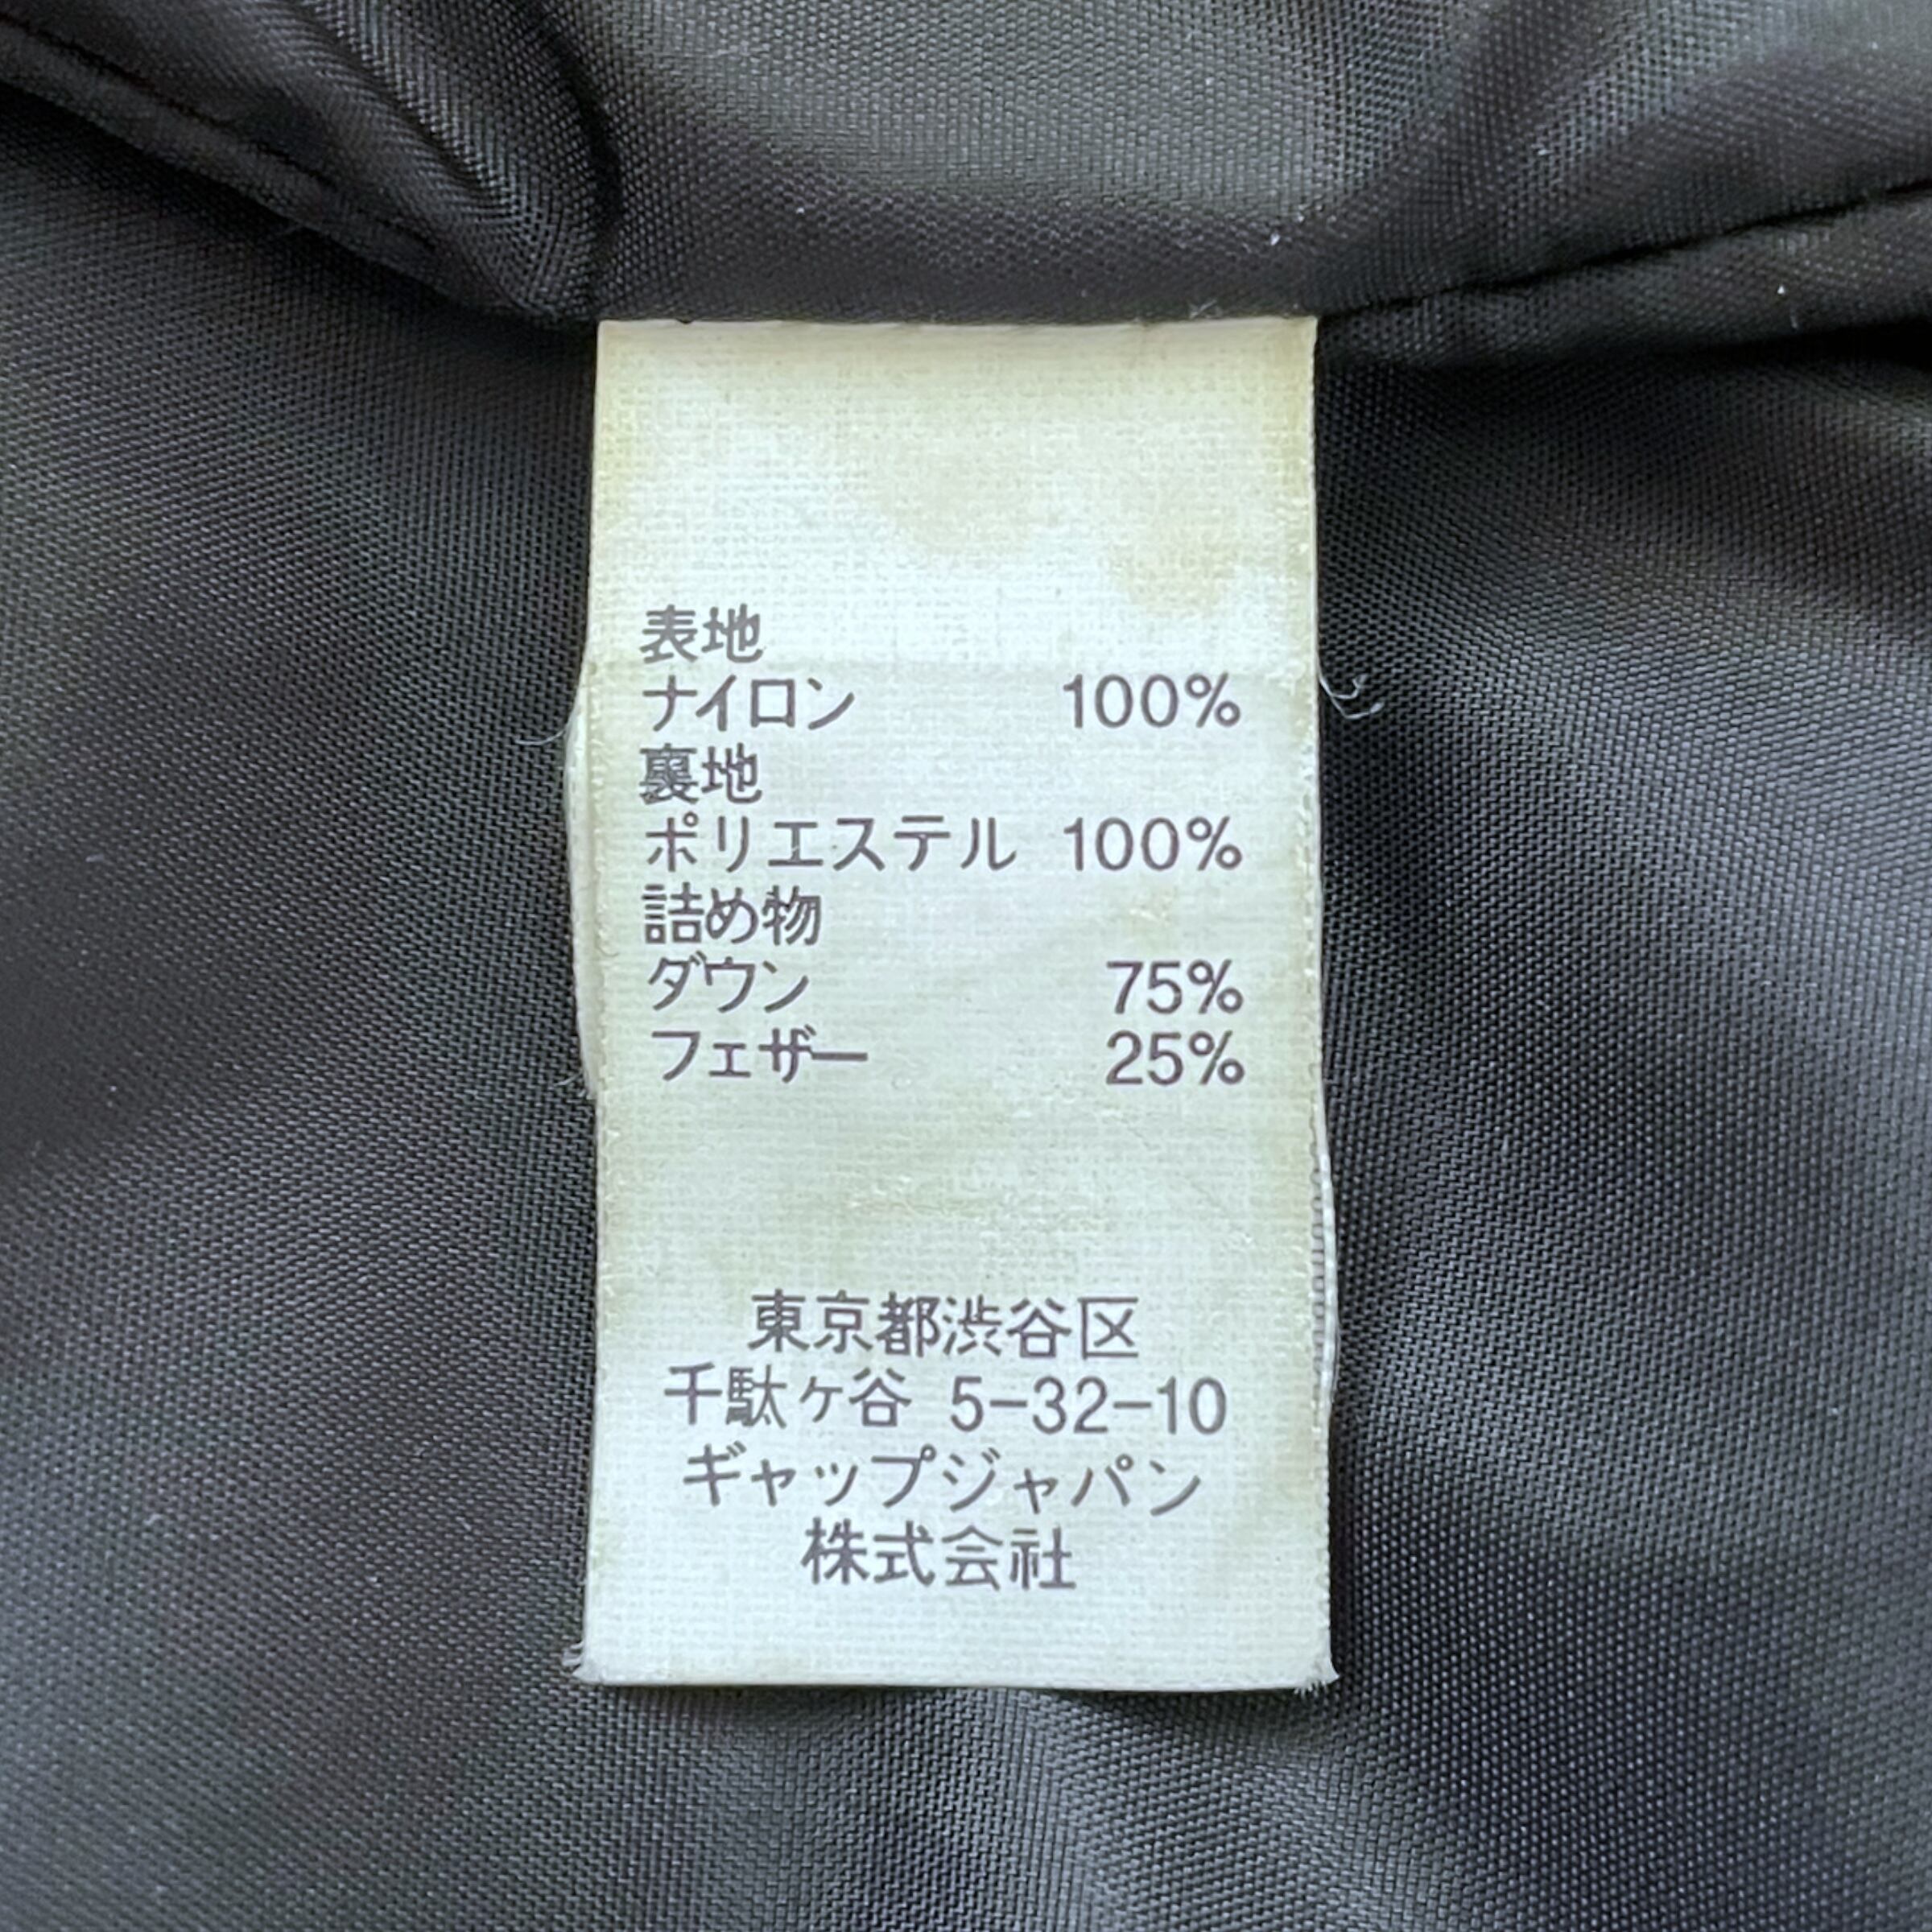 表地
ナイロン 100%
裏地
ポリエステル 100%
詰め物
ダウン 75%
フェザー 25%
東京都渋谷区
千駄ヶ谷 5-32-10
ギャップジャパン
株式会社